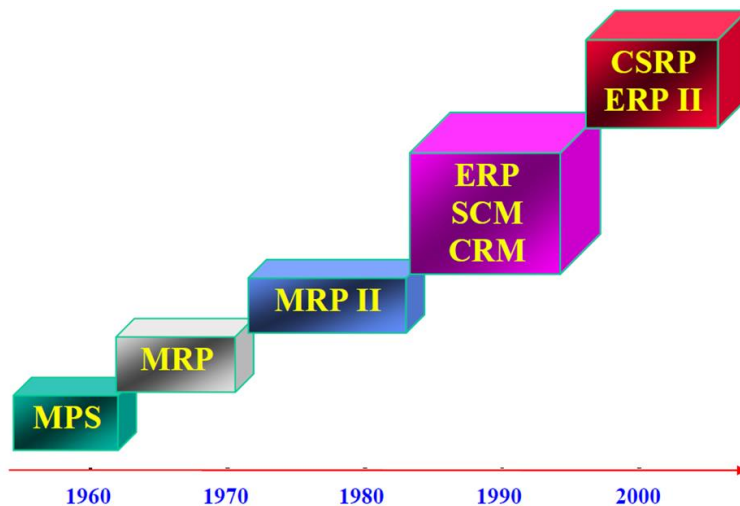 CSRP
ERP II
ERP
SCM
CRM
MRP II
MRP
MPS
1960 1970 1980 1990 2000